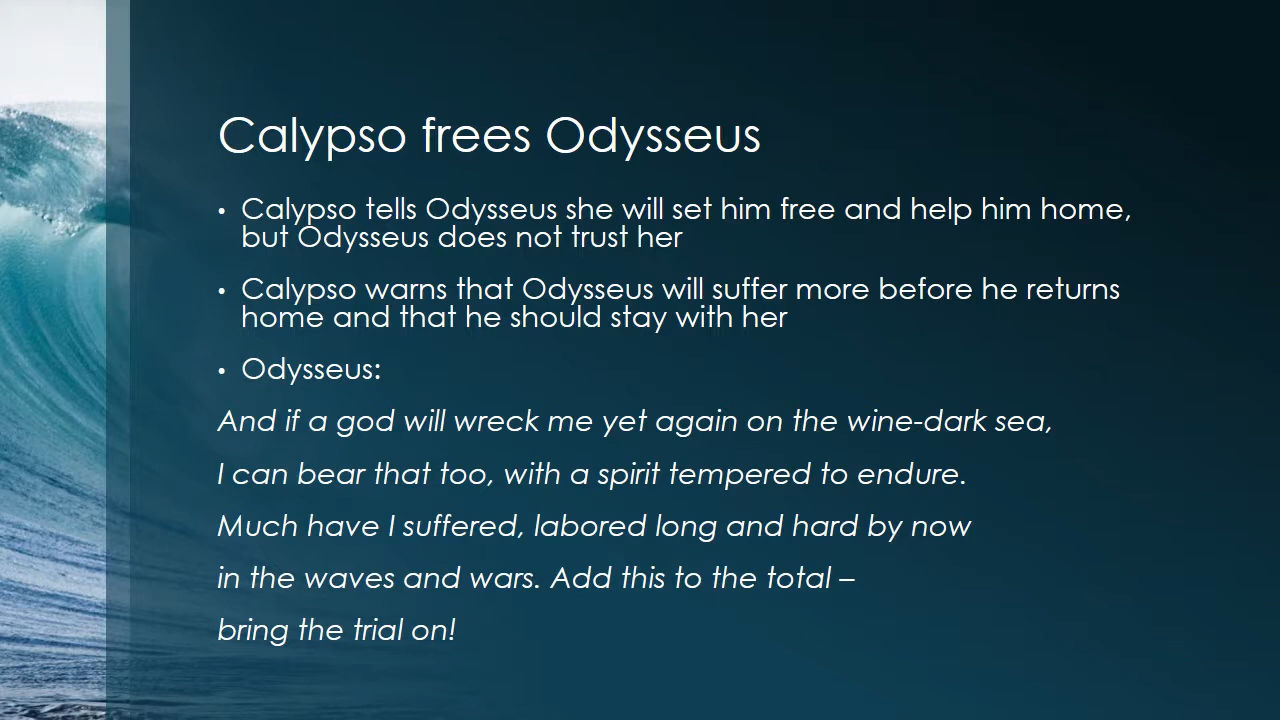 Calypso frees Odysseus
• Calypso tells Odysseus she will set him free and help him home,
but Odysseus does not trust her
• Calypso warns that Odysseus will suffer more before he returns
home and that he should stay with her
• Odysseus:
And if a god will wreck me yet again on the wine-dark sea,
I can bear that too, with a spirit tempered to endure.
Much have I suffered, labored long and hard by now
in the waves and wars. Add this to the total –
bring the trial on!